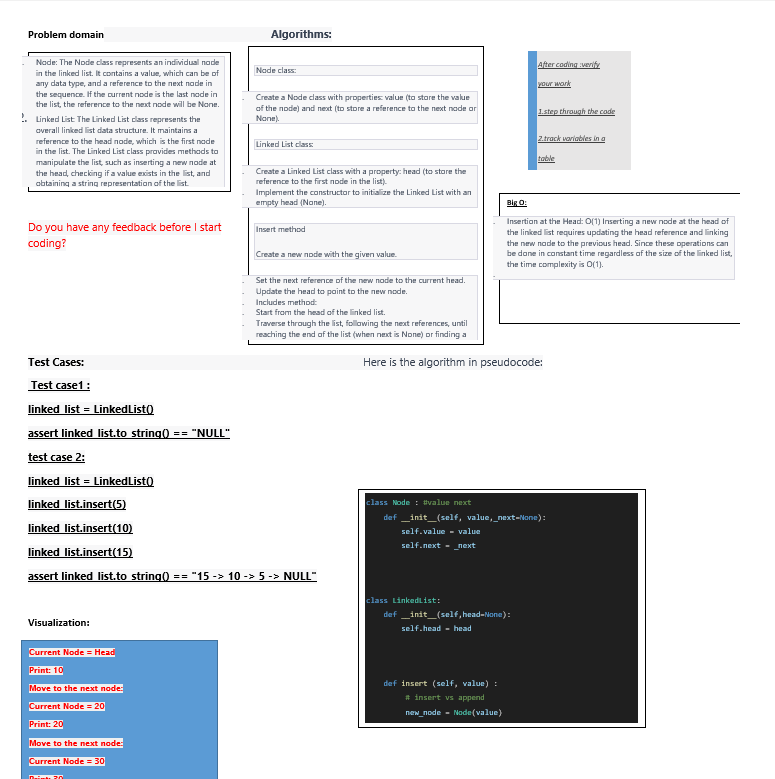 Problem domain
Node: The Node class represents an individual node
in the linked list. It contains a value, which can be of
any data type, and a reference to the next node in
the sequence. If the current node is the last node in
the list, the reference to the next node will be None.
2.
Linked List: The Linked List class represents the
overall linked list data structure. It maintains a
reference to the head node, which is the first node
in the list. The Linked List class provides methods to
manipulate the list, such as inserting a new node at
the head, checking if a value exists in the list, and
obtaining a string representation of the list.
Do you have any feedback before I start
coding?
Algorithms:
Node class:
Create a Node class with properties: value (to store the value
of the node) and next (to store a reference to the next node or
None).
Linked List class:
Create a Linked List class with a property: head (to store the
reference to the first node in the list).
Implement the constructor to initialize the Linked List with an
empty head (None).
Insert method
Create a new node with the given value.
Set the next reference of the new node to the current head.
Update the head to point to the new node.
Includes method:
Start from the head of the linked list.
Traverse through the list, following the next references, until
reaching the end of the list (when next is None) or finding a
After coding :verify
your work
1.step through the code
2.track variables in a
table
Big O:
Insertion at the Head: O(1) Inserting a new node at the head of
the linked list requires updating the head reference and linking
the new node to the previous head. Since these operations can
be done in constant time regardless of the size of the linked list,
the time complexity is O(1).
Test Cases:
Test case1 :
linked_list = LinkedList()
assert linked_list.to_string() == "NULL"
test case 2:
linked_list = LinkedList()
linked_list.insert(5)
linked_list.insert(10)
linked_list.insert(15)
assert linked_list.to_string() == "15 -> 10 -> 5 -> NULL"
Here is the algorithm in pseudocode:
class Node : #value next
def __init__(self, value,_next=None):
self.value = value
self.next = _next
class LinkedList:
def __init__(self,head=None):
self.head = head
def insert (self, value) :
# insert vs append
new_node = Node(value)
Visualization:
Current Node = Head
Print: 10
Move to the next node:
Current Node = 20
Print: 20
Move to the next node:
Current Node = 30
Print: 30